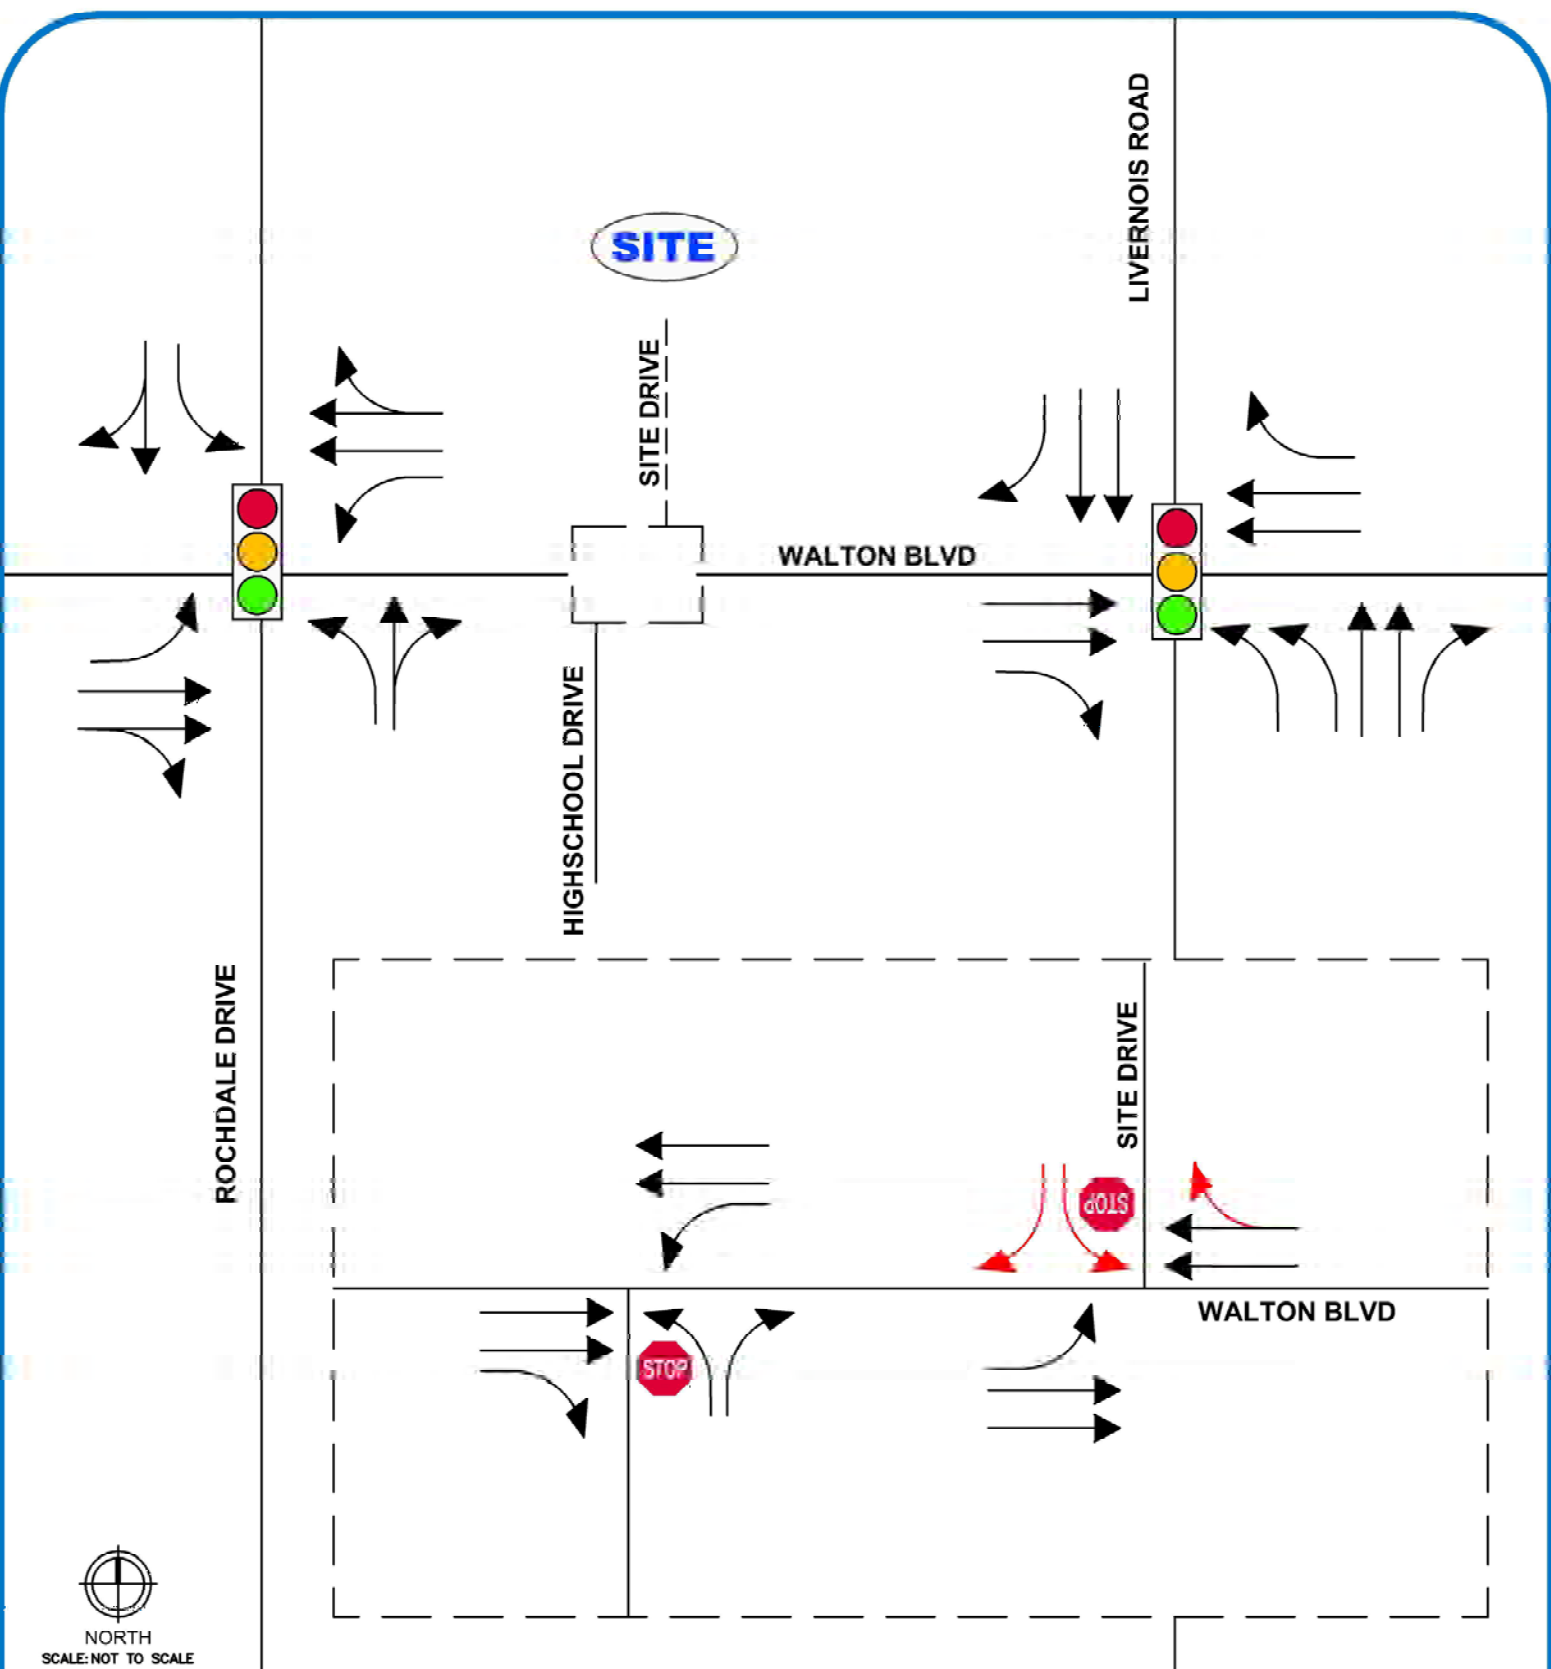 LIVERNOIS ROAD
SITE
SITE DRIVE
WALTON BLVD
HIGHSCHOOL DRIVE
ROCHDALE DRIVE
SITE DRIVE
STOP
WALTON BLVD
STOP
NORTH
SCALE: NOT TO SCALE